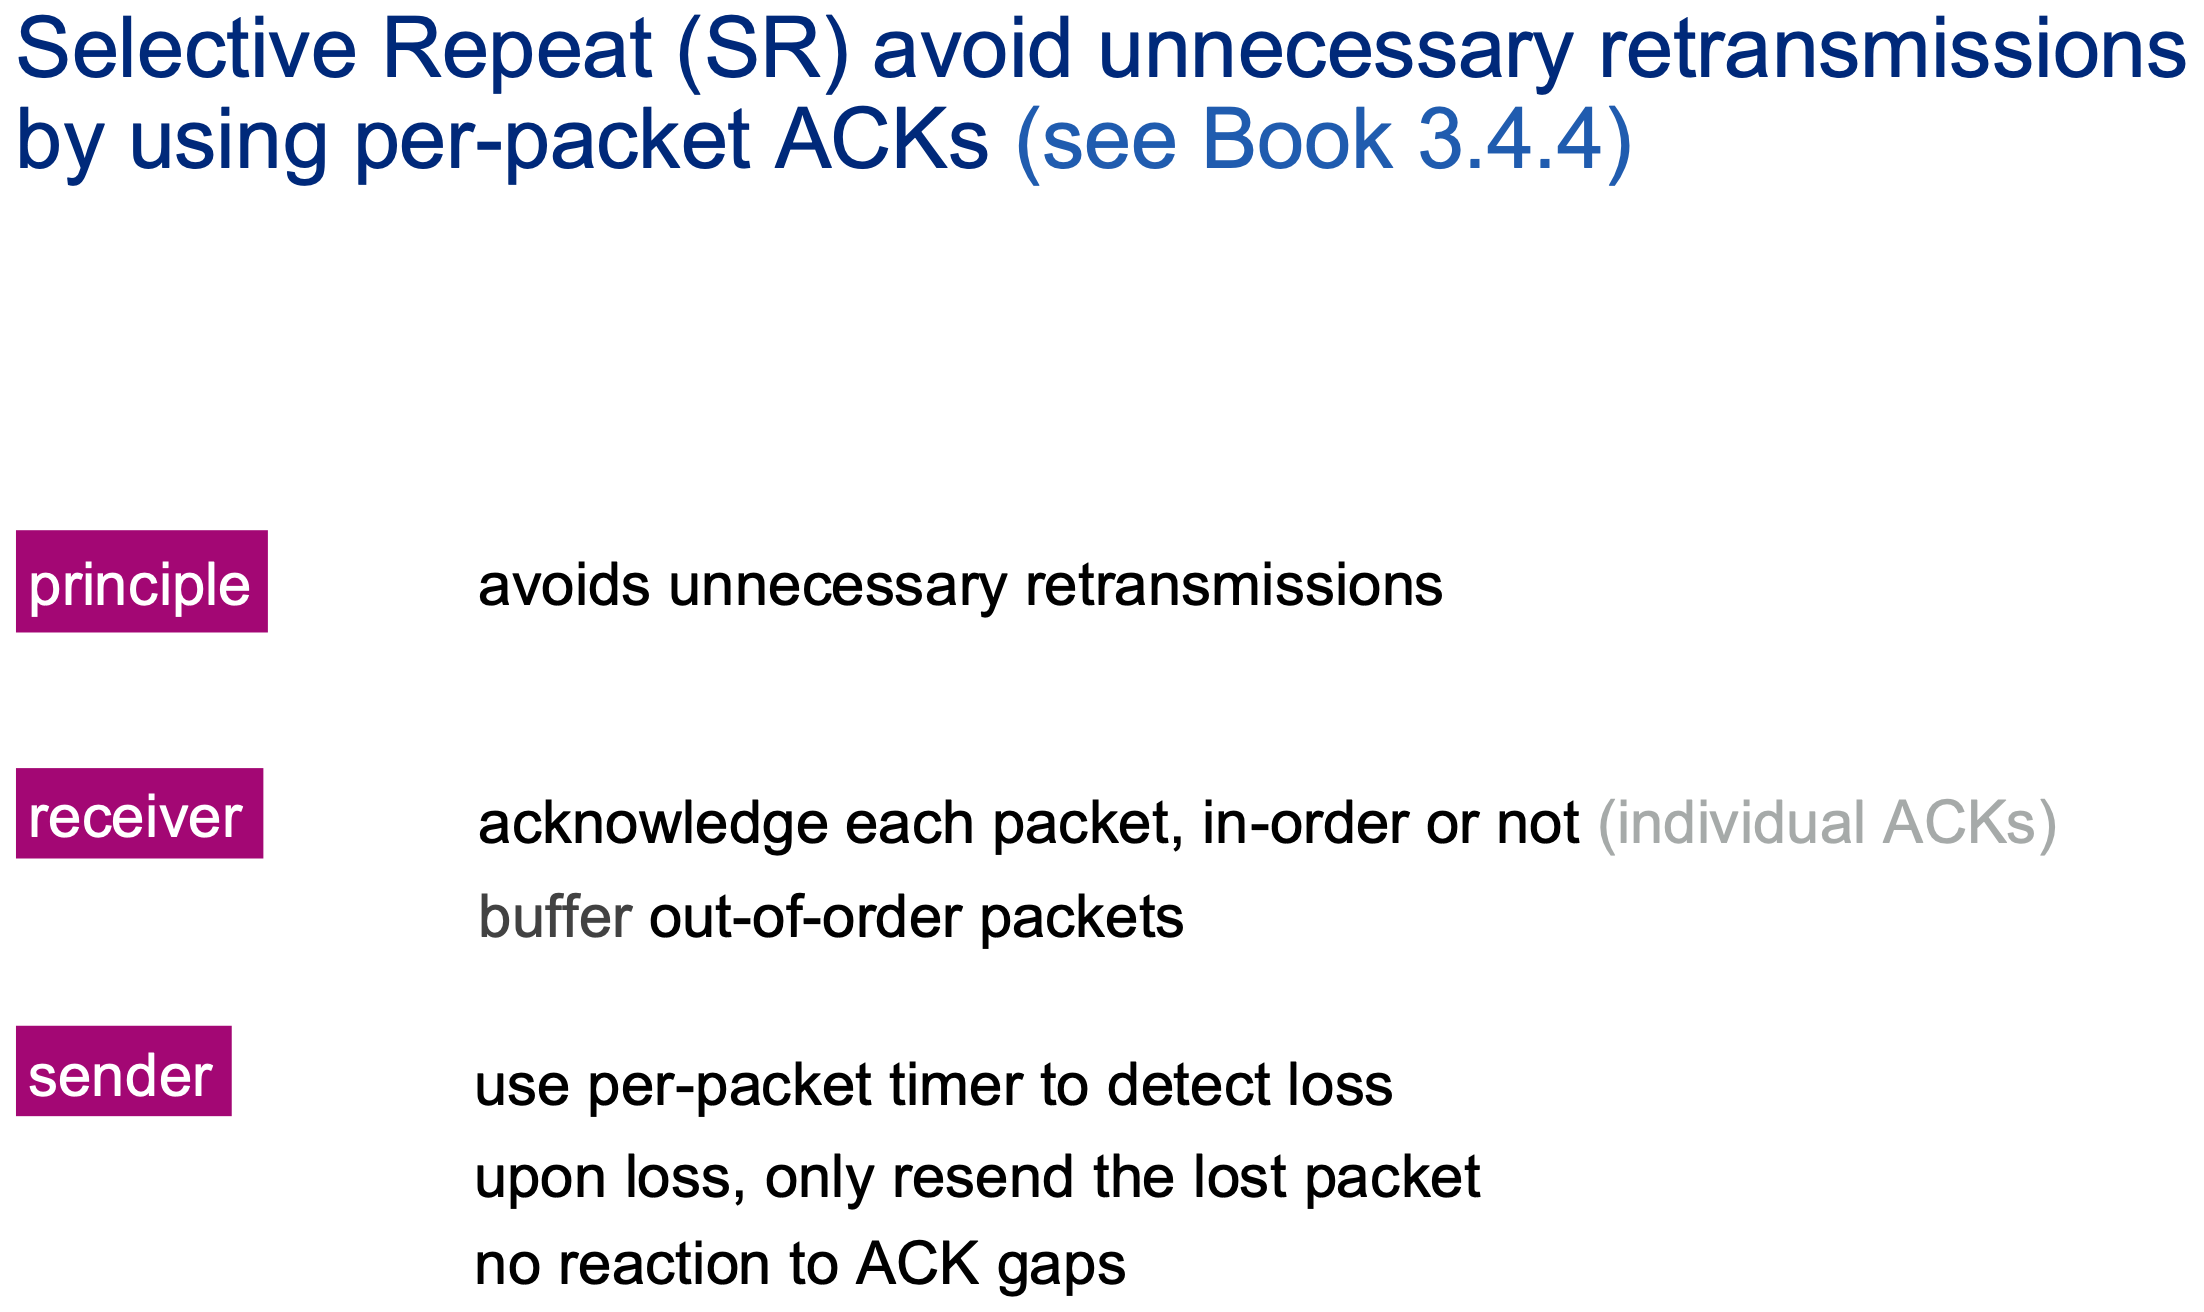 Selective Repeat (SR) avoid unnecessary retransmissions
by using per-packet ACKs (see Book 3.4.4)
principle
avoids unnecessary retransmissions
receiver
acknowledge each packet, in-order or not (individual ACKs)
buffer out-of-order packets
sender
use per-packet timer to detect loss
upon loss, only resend the lost packet
no reaction to ACK gaps